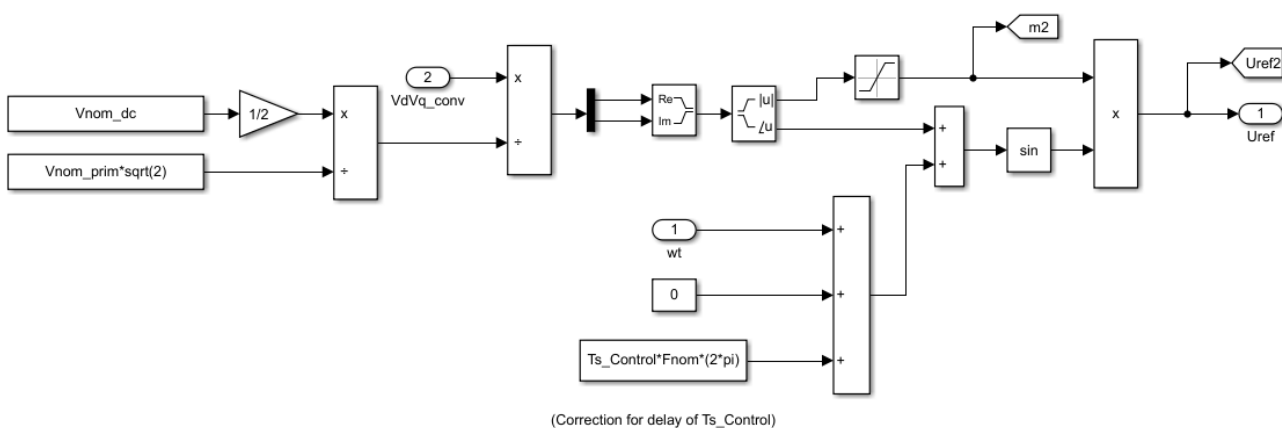 m2
Uref2
2
VdVq_conv
x
÷
Vnom_dc
1/2
x
÷
Vnom_prim*sqrt(2)
Re
Im
|u|
∠u
+
+
sin
x
1
Uref
1
wt
0
Ts_Control*Fnom*(2*pi)
+
+
+
(Correction for delay of Ts_Control)